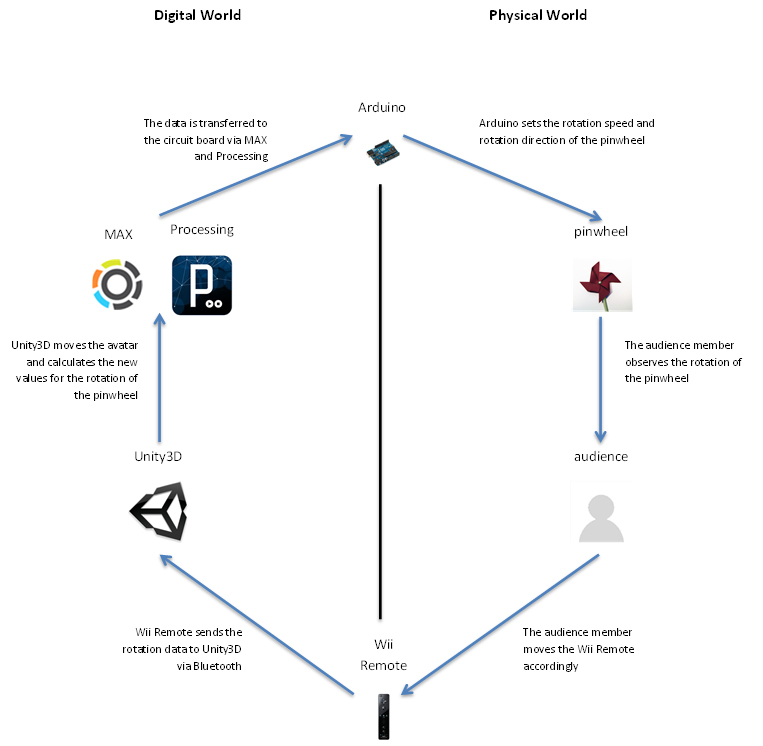 Digital World
Physical World
Arduino
The data is transferred to
the circuit board via MAX
and Processing
Arduino sets the rotation speed and
rotation direction of the pinwheel
MAX
Processing
P
pinwheel
Unity3D moves the avatar
and calculates the new
values for the rotation of
the pinwheel
The audience member
observes the rotation of
the pinwheel
Unity3D
audience
Wii Remote sends the
rotation data to Unity3D
via Bluetooth
Wii
Remote
The audience member
moves the Wii Remote
accordingly